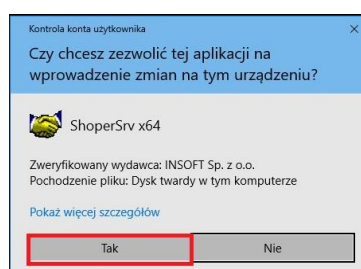 Kontrola konta użytkownika
Czy chcesz zezwolić tej aplikacji na
wprowadzenie zmian na tym urządzeniu?
ShoperSrv x64
Zweryfikowany wydawca: INSOFT Sp. z o.o.
Pochodzenie pliku: Dysk twardy w tym komputerze
Pokaż więcej szczegółów
Tak
Nie